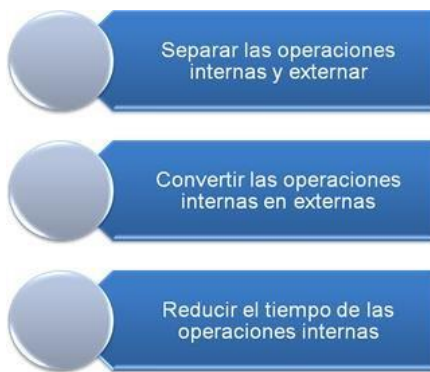 Separar las operaciones
internas y externar
Convertir las operaciones
internas en externas
Reducir el tiempo de las
operaciones internas